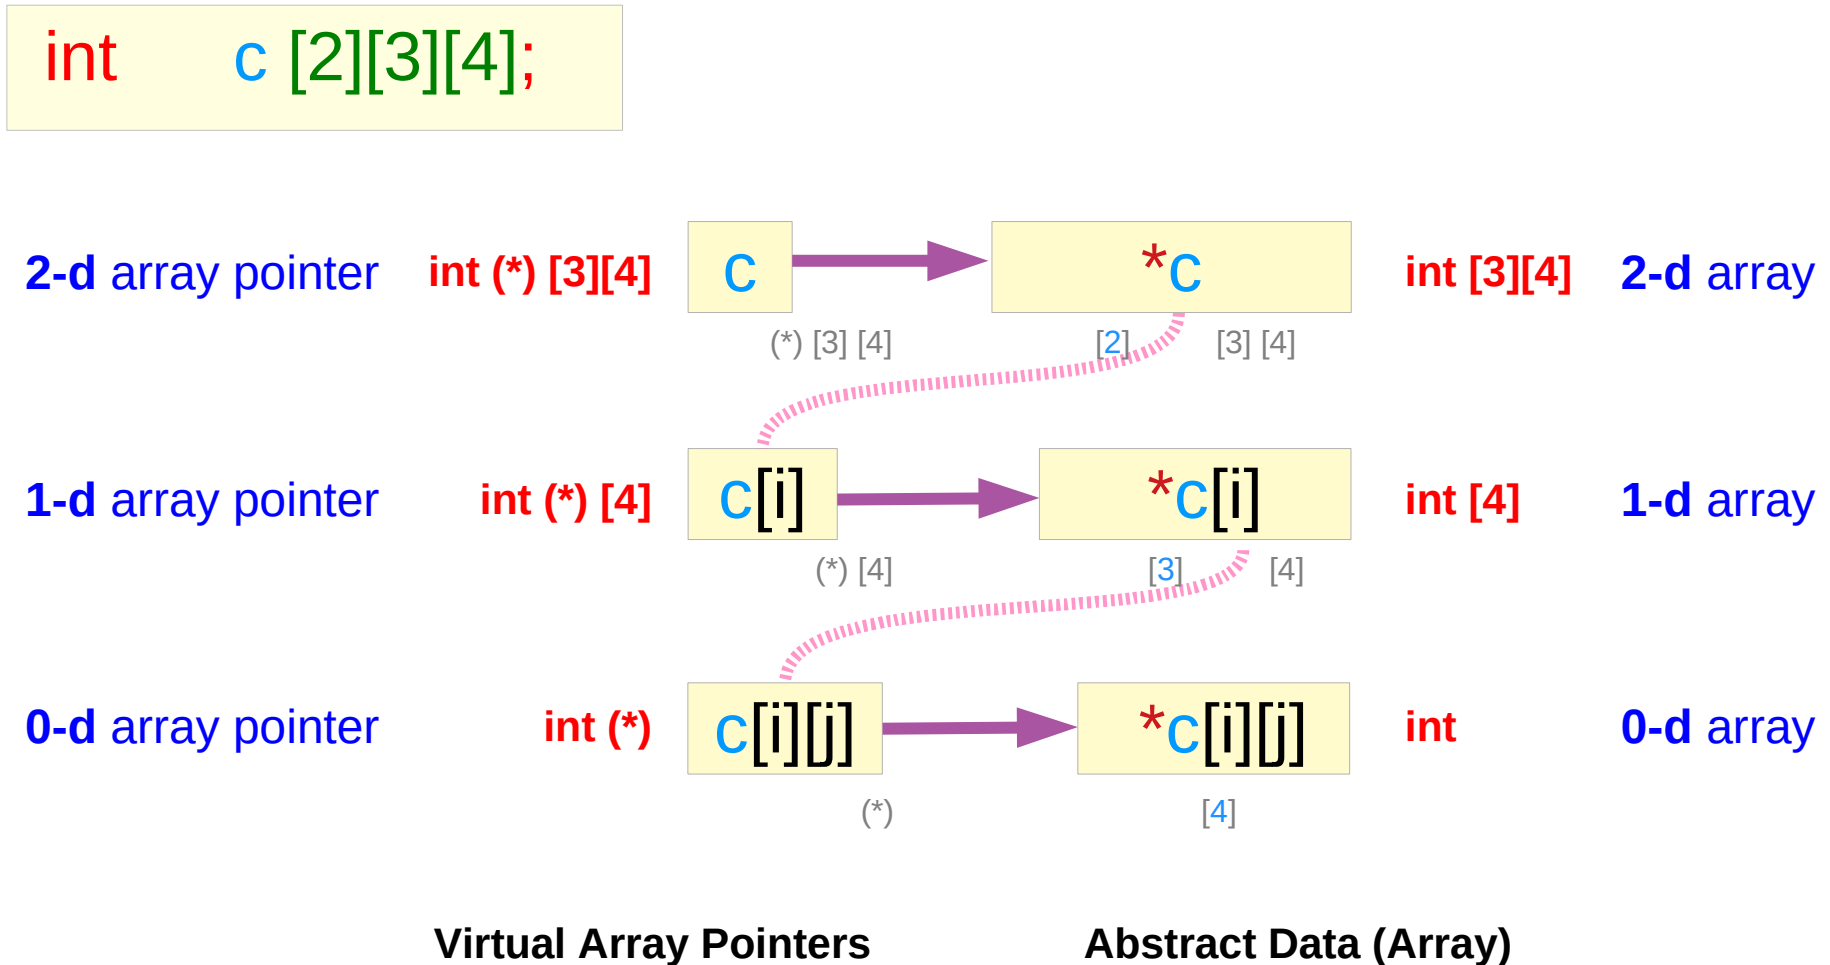 int c [2][3][4];
2-d array pointer int (*) [3][4] c *c int [3][4] 2-d array
(*) [3] [4] [2] [3] [4]
1-d array pointer int (*) [4] c[i] *c[i] int [4] 1-d array
(*) [4] [3] [4]
0-d array pointer int (*) c[i][j] *c[i][j] int 0-d array
(*) [4]
Virtual Array Pointers Abstract Data (Array)